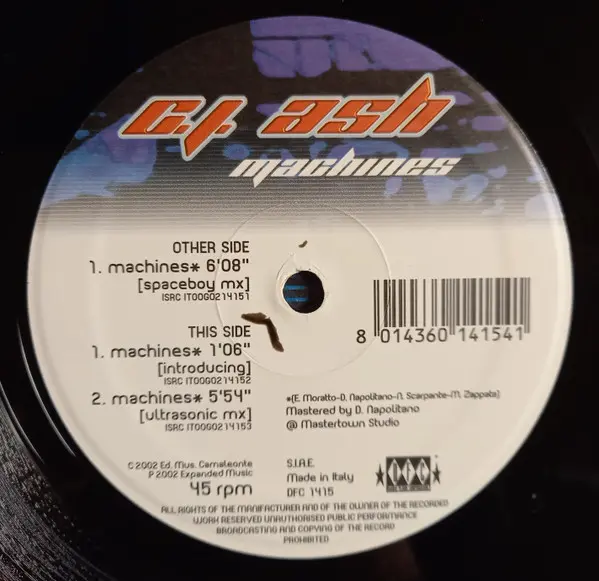 c.f. ash
machines
OTHER SIDE
1. machines* 6'08"
[spaceboy mx]
ISRC IT00G0214151
THIS SIDE
1. machines* 1'06"
[introducing]
ISRC IT00G0214152
2. machines* 5'54"
[ultrasonic mx]
ISRC IT00G0214153
8 014360 141541
*(E. Moratto-D. Napolitano-N. Scarpante-M. Zappata)
Mastered by D. Napolitano
@ Mastertown Studio
© 2002 Ed. Mus. Camaleonte
P 2002 Expanded Music
45 rpm
S.I.A.E.
Made in Italy
DFC 1415
DFC
ALL RIGHTS OF THE MANIFACTURER AND OF THE OWNER OF THE RECORDED
WORK RESERVED UNAUTHORISED PUBLIC PERFORMANCE
BROADCASTING AND COPYING OF THE RECORD
PROHIBITED